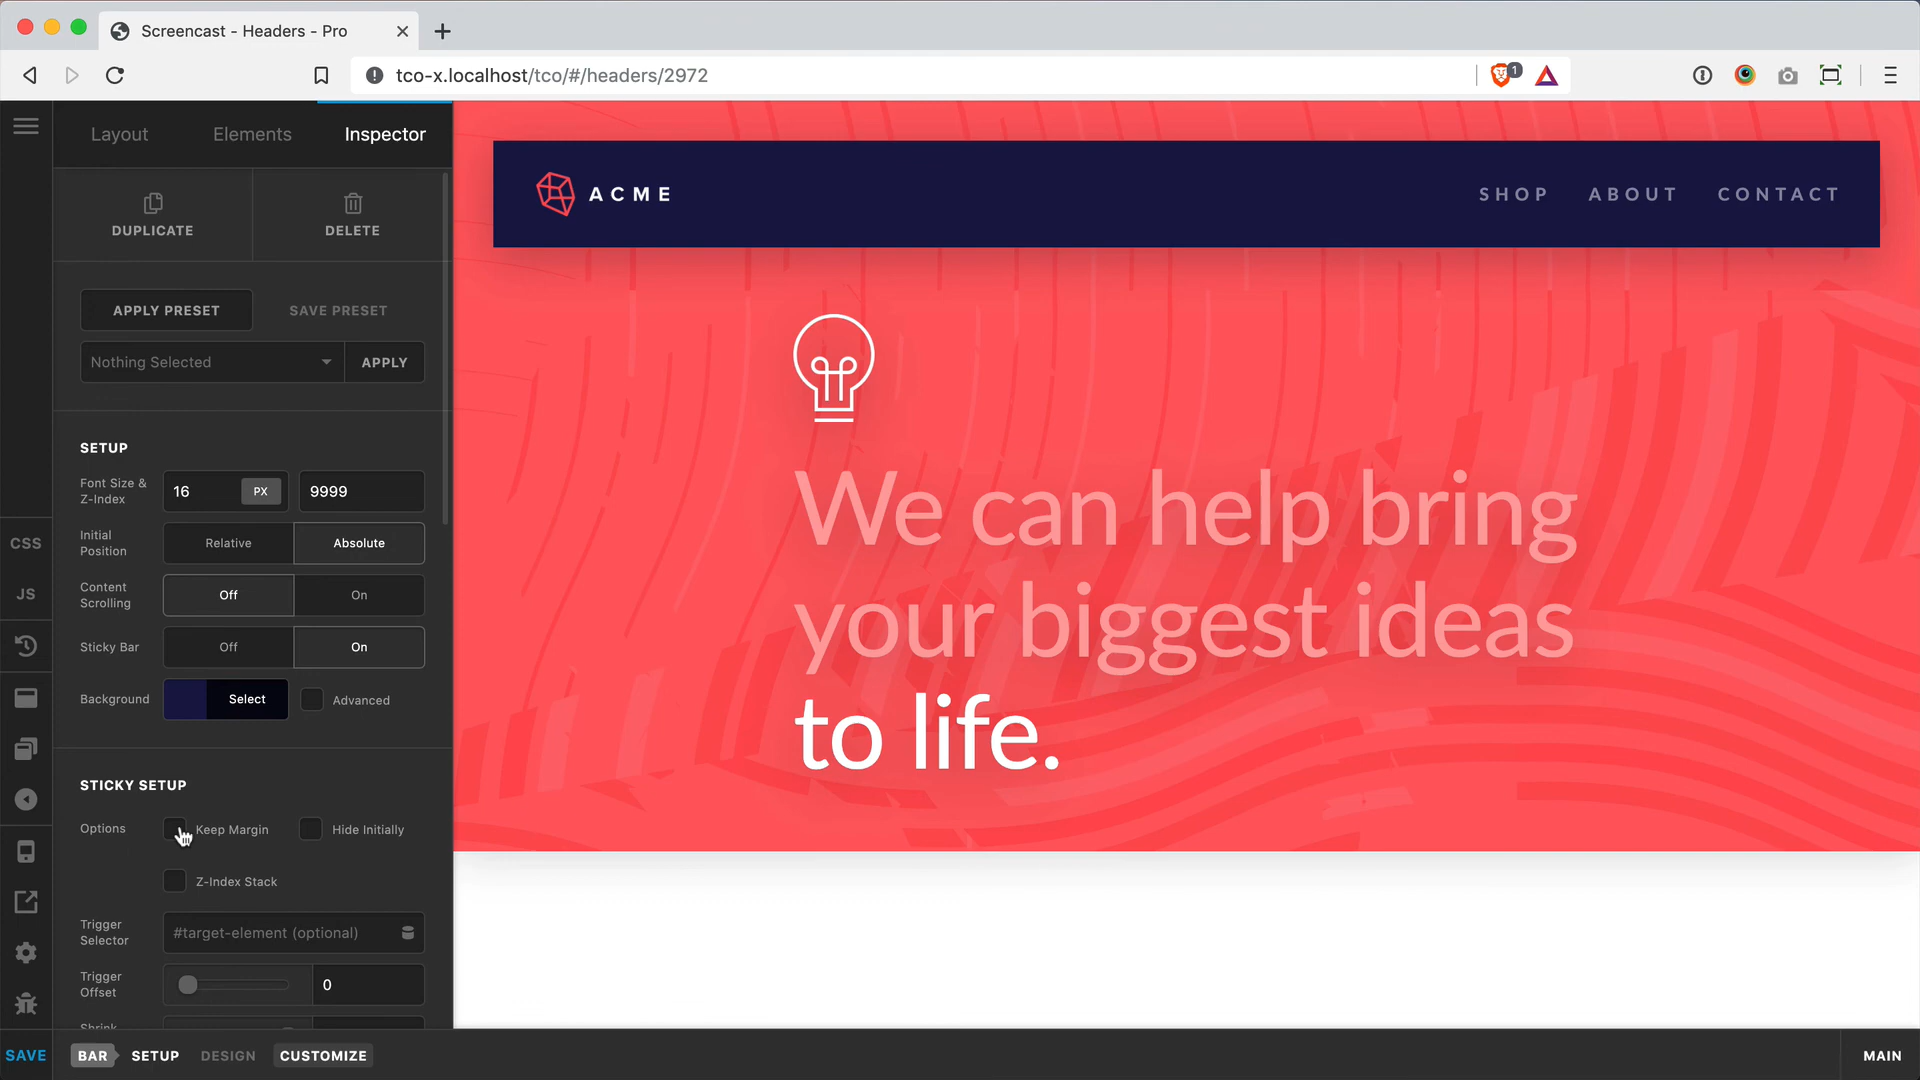 Screencast - Headers - Pro
tco-x.localhost/tco/#/headers/2972
1
Layout
Elements
Inspector
DUPLICATE
DELETE
APPLY PRESET
SAVE PRESET
Nothing Selected
APPLY
SETUP
Font Size &
Z-Index
16
PX
9999
Initial
Position
Relative
Absolute
Content
Scrolling
Off
On
Sticky Bar
Off
On
Background
Select
Advanced
STICKY SETUP
Options
Keep Margin
Hide Initially
Z-Index Stack
Trigger
Selector
#target-element (optional)
Trigger
Offset
0
Shrink
CSS
JS
SAVE
BAR
SETUP
DESIGN
CUSTOMIZE
MAIN
ACME
SHOP
ABOUT
CONTACT
We can help bring
your biggest ideas
to life.